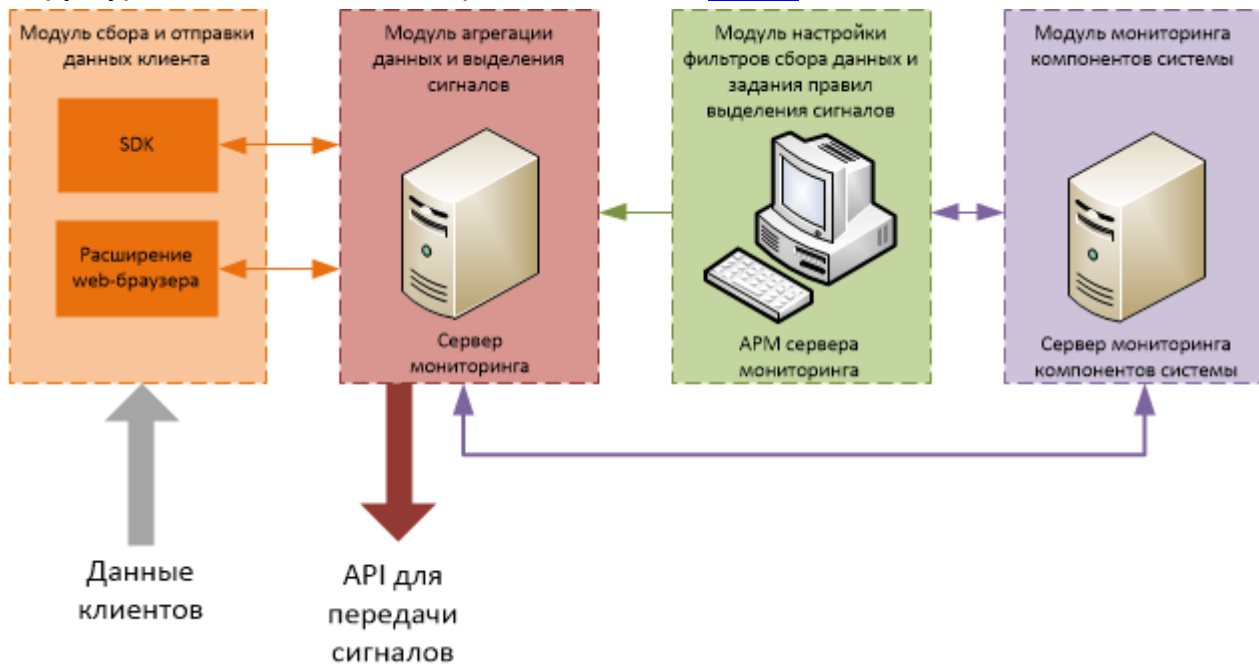 Модуль сбора и отправки
данных клиента
SDK
Расширение
web-браузера
Модуль агрегации
данных и выделения
сигналов
Сервер
мониторинга
Модуль настройки
фильтров сбора данных и
задания правил
выделения сигналов
АРМ сервера
мониторинга
Модуль мониторинга
компонентов системы
Сервер мониторинга
компонентов системы
Данные
клиентов
API для
передачи
сигналов